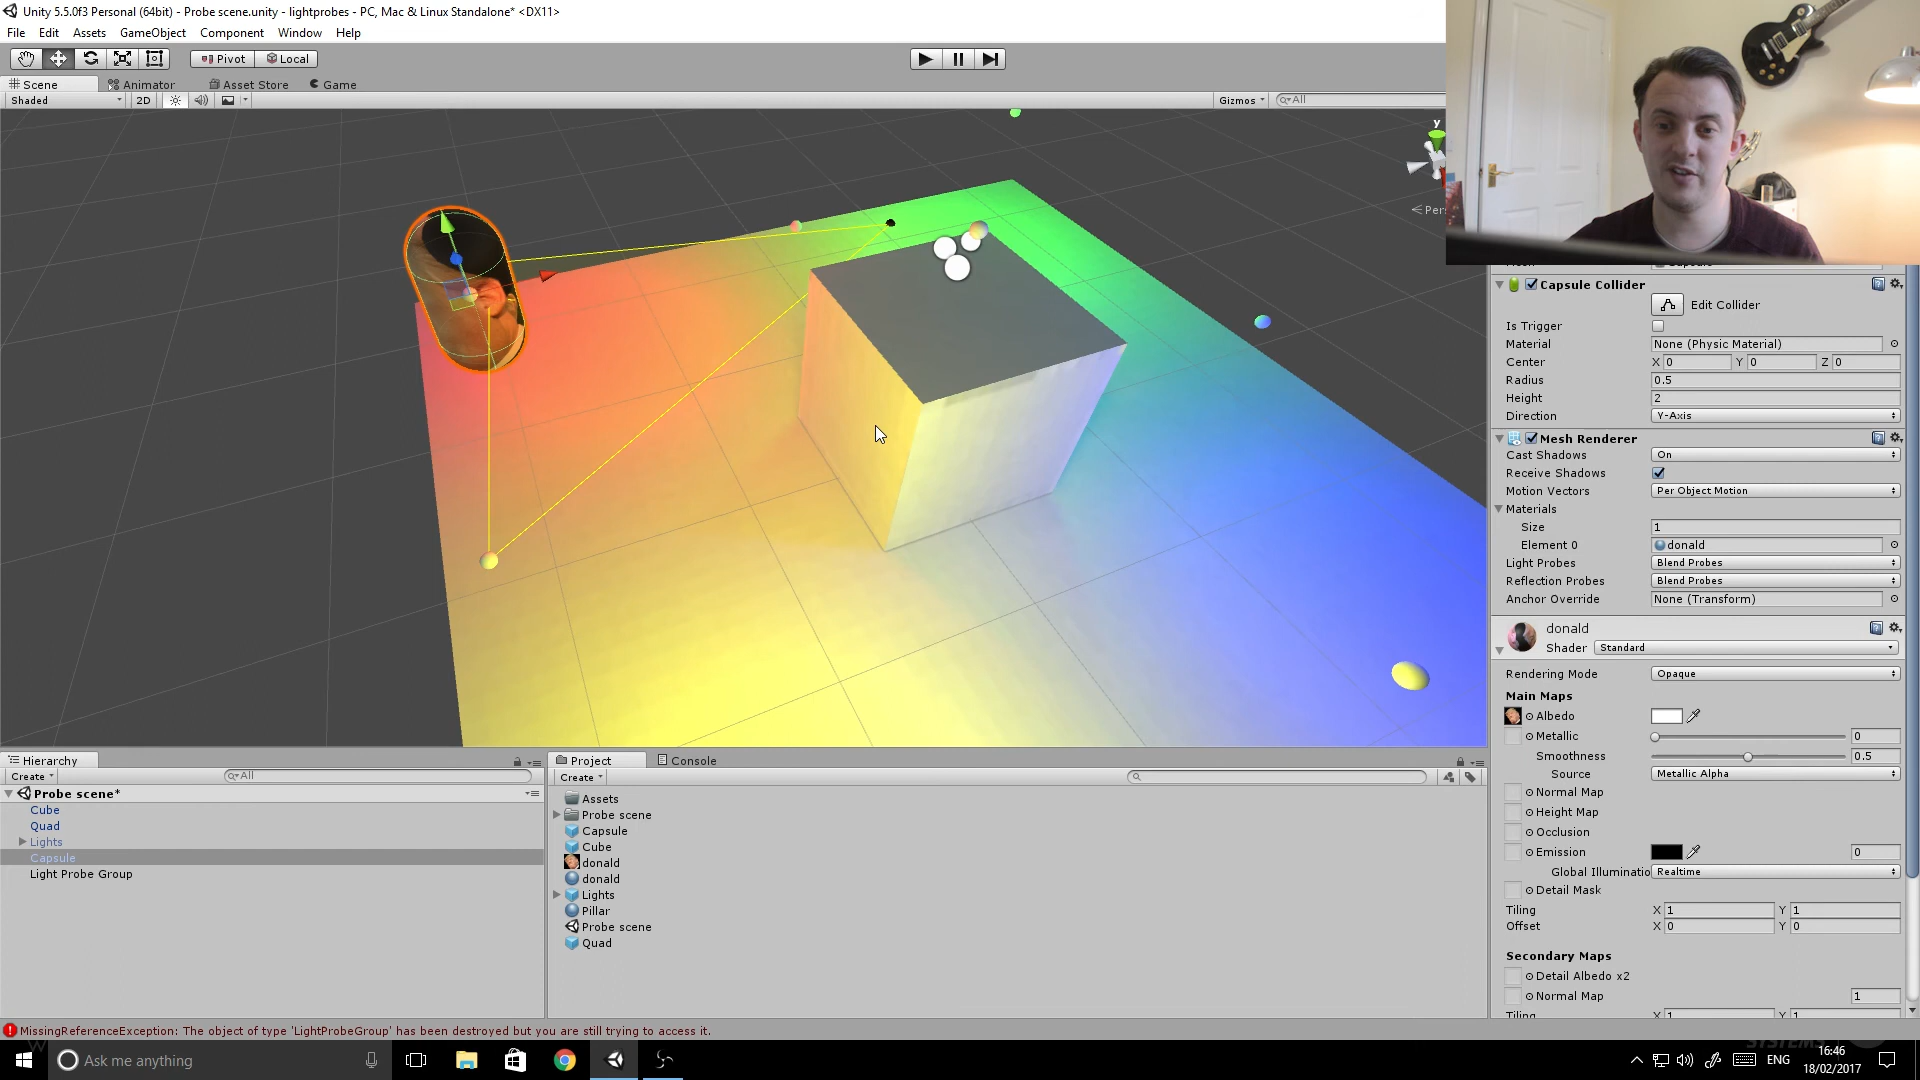 Unity 5.5.0f3 Personal (64bit) - Probe scene.unity - lightprobes - PC, Mac & Linux Standalone* <DX11>
File Edit Assets GameObject Component Window Help
Pivot Local
Scene Animator Asset Store Game
Shaded 2D Gizmos All
y
Capsule Collider
Edit Collider
Is Trigger
Material None (Physic Material)
Center X 0 Y 0 Z 0
Radius 0.5
Height 2
Direction Y-Axis
Mesh Renderer
Cast Shadows On
Receive Shadows
Motion Vectors Per Object Motion
Materials
Size 1
Element 0 donald
Light Probes Blend Probes
Reflection Probes Blend Probes
Anchor Override None (Transform)
donald
Shader Standard
Rendering Mode Opaque
Main Maps
Albedo
Metallic 0
Smoothness 0.5
Source Metallic Alpha
Normal Map
Height Map
Occlusion
Emission 0
Global Illuminatio Realtime
Detail Mask
Tiling X 1 Y 1
Offset X 0 Y 0
Secondary Maps
Detail Albedo x2
Normal Map 1
Tiling X 1 Y 1
Hierarchy
Create All
Probe scene*
Cube
Quad
Lights
Capsule
Light Probe Group
Project Console
Create
Assets
Probe scene
Capsule
Cube
donald
donald
Lights
Pillar
Probe scene
Quad
MissingReferenceException: The object of type 'LightProbeGroup' has been destroyed but you are still trying to access it.
Ask me anything
ENG
16:46
18/02/2017